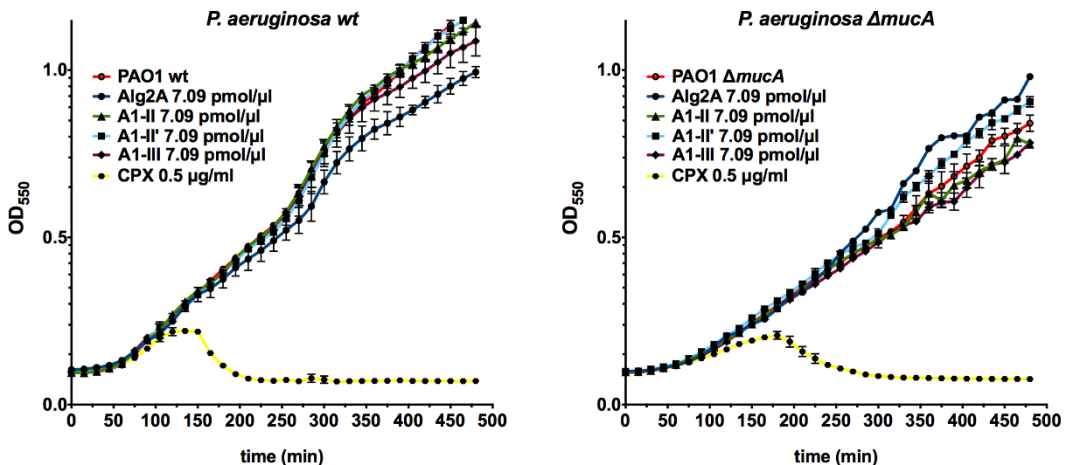 P. aeruginosa wt
PAO1 wt
Alg2A 7.09 pmol/µl
A1-II 7.09 pmol/µl
A1-II' 7.09 pmol/µl
A1-III 7.09 pmol/µl
CPX 0.5 µg/ml
OD550
1.0
0.5
0.0
0 50 100 150 200 250 300 350 400 450 500
time (min)
P. aeruginosa ΔmucA
PAO1 ΔmucA
Alg2A 7.09 pmol/µl
A1-II 7.09 pmol/µl
A1-II' 7.09 pmol/µl
A1-III 7.09 pmol/µl
CPX 0.5 µg/ml
OD550
1.0
0.5
0.0
0 50 100 150 200 250 300 350 400 450 500
time (min)